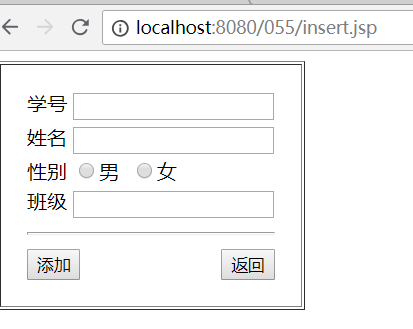 localhost:8080/055/insert.jsp
学号
姓名
性别 男 女
班级
添加 返回